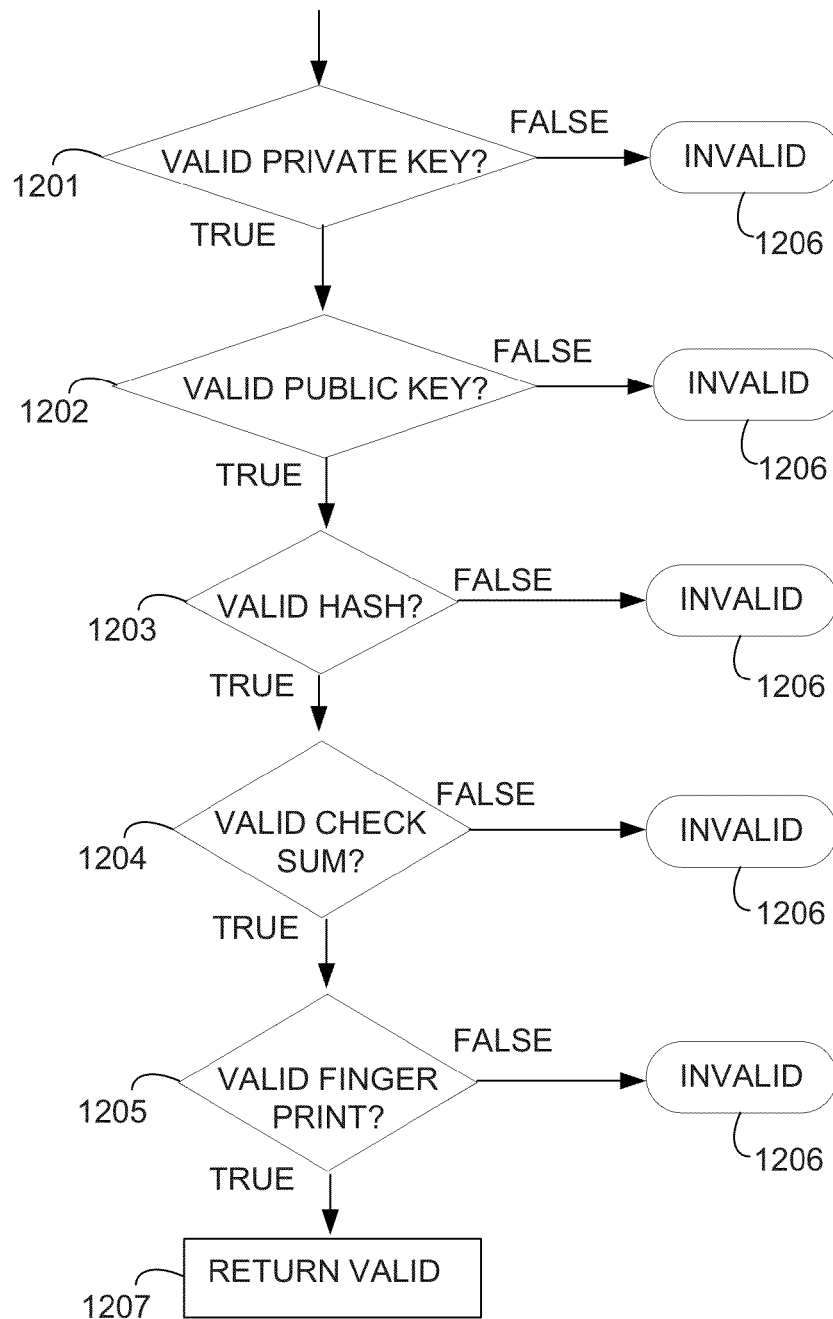 FALSE
VALID PRIVATE KEY?
INVALID
1201
TRUE
1206
FALSE
VALID PUBLIC KEY?
INVALID
1202
TRUE
1206
FALSE
VALID HASH?
INVALID
1203
TRUE
1206
FALSE
VALID CHECK
SUM?
INVALID
1204
TRUE
1206
FALSE
VALID FINGER
PRINT?
INVALID
1205
TRUE
1206
RETURN VALID
1207